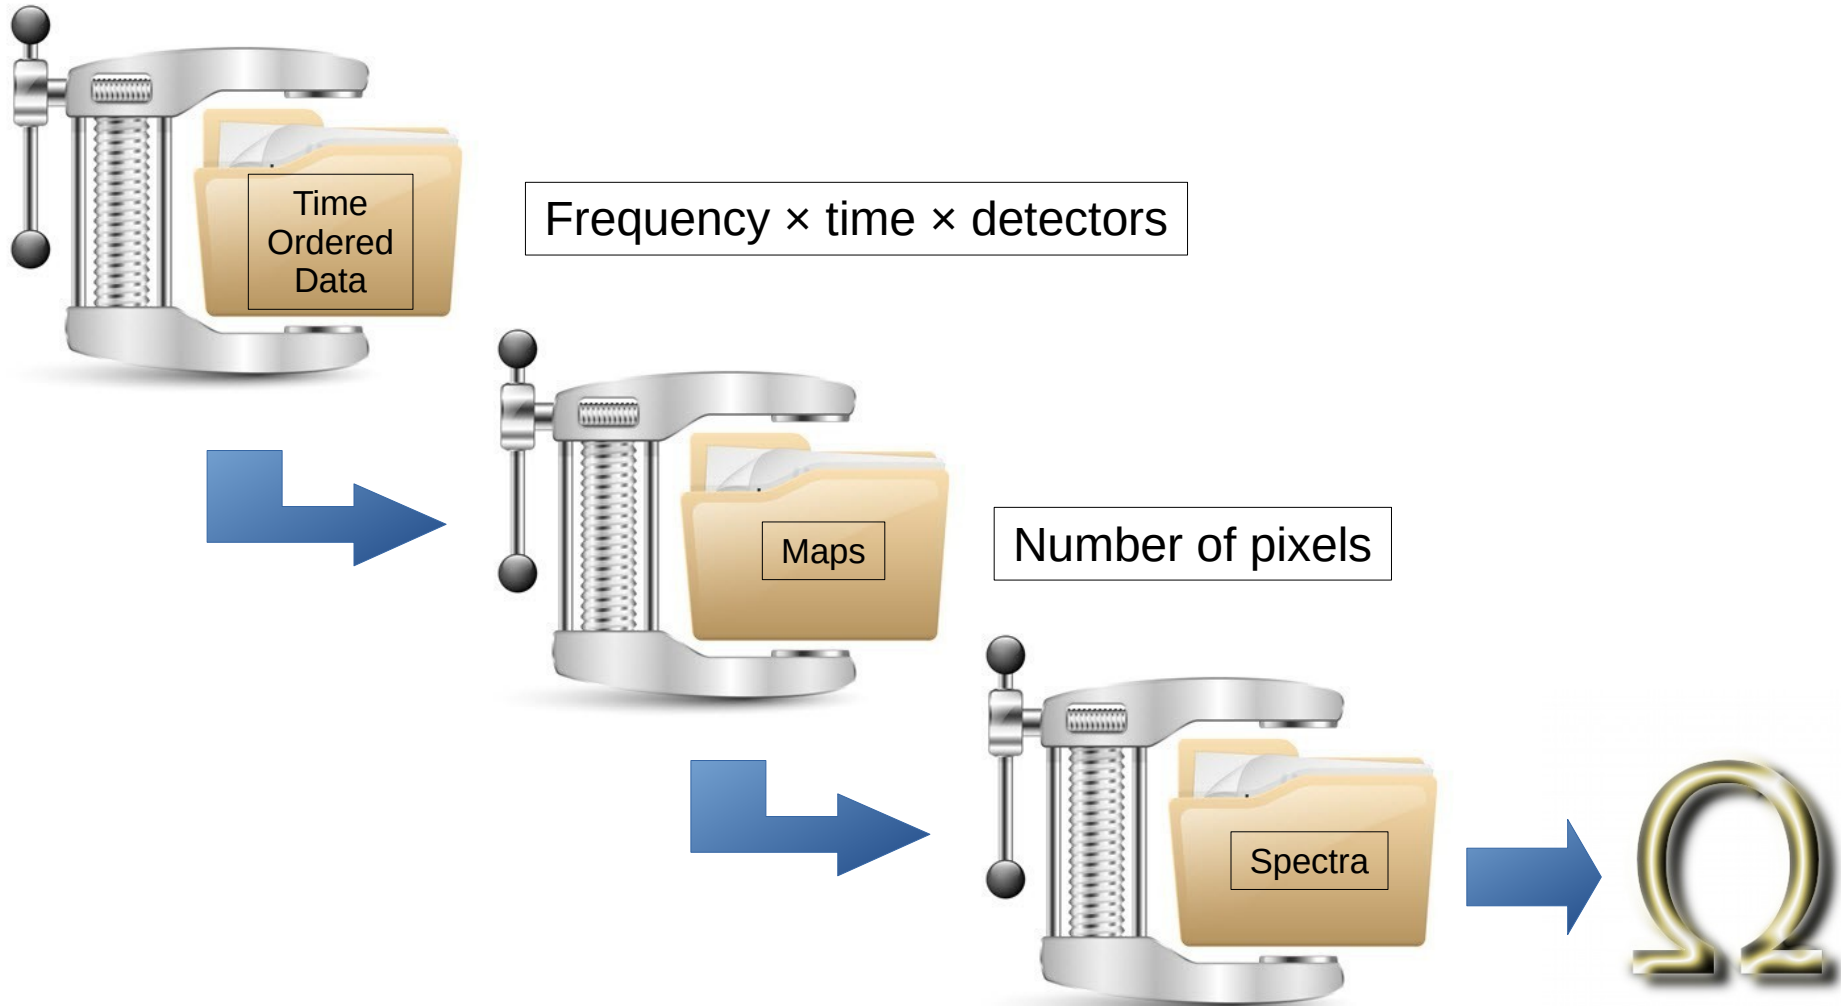 Time
Ordered
Data
Frequency × time × detectors
Maps
Number of pixels
Spectra
Ω